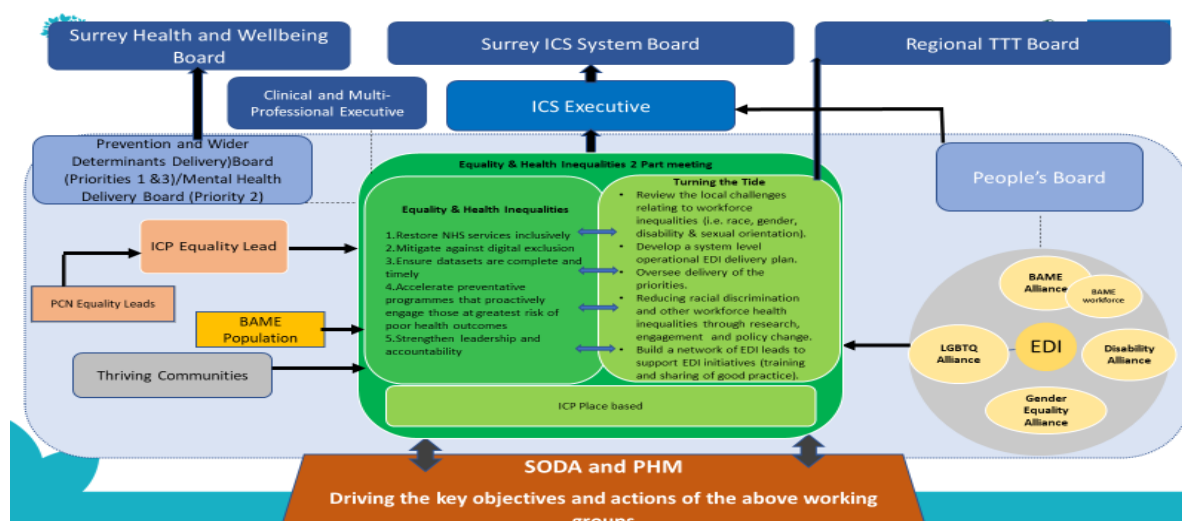 Surrey Health and Wellbeing
Board
Surrey ICS System Board
Regional TTT Board
Clinical and Multi-
Professional Executive
ICS Executive
Prevention and Wider
Determinants Delivery)Board
(Priorities 1 &3)/Mental Health
Delivery Board (Priority 2)
People's Board
Equality & Health Inequalities 2 Part meeting
Equality & Health Inequalities
1.Restore NHS services inclusively
2.Mitigate against digital exclusion
3.Ensure datasets are complete and
timely
4.Accelerate preventative
programmes that proactively
engage those at greatest risk of
poor health outcomes
5.Strengthen leadership and
accountability
Turning the Tide
• Review the local challenges
relating to workforce
inequalities (i.e. race, gender,
disability & sexual orientation).
• Develop a system level
operational EDI delivery plan.
• Oversee delivery of the
priorities.
• Reducing racial discrimination
and other workforce health
inequalities through research,
engagement and policy change.
• Build a network of EDI leads to
support EDI initiatives (training
and sharing of good practice).
ICP Equality Lead
PCN Equality Leads
BAME
Population
Thriving Communities
ICP Place based
BAME
Alliance
BAME
workforce
LGBTQ
Alliance
EDI
Disability
Alliance
Gender
Equality
Alliance
SODA and PHM
Driving the key objectives and actions of the above working
groups